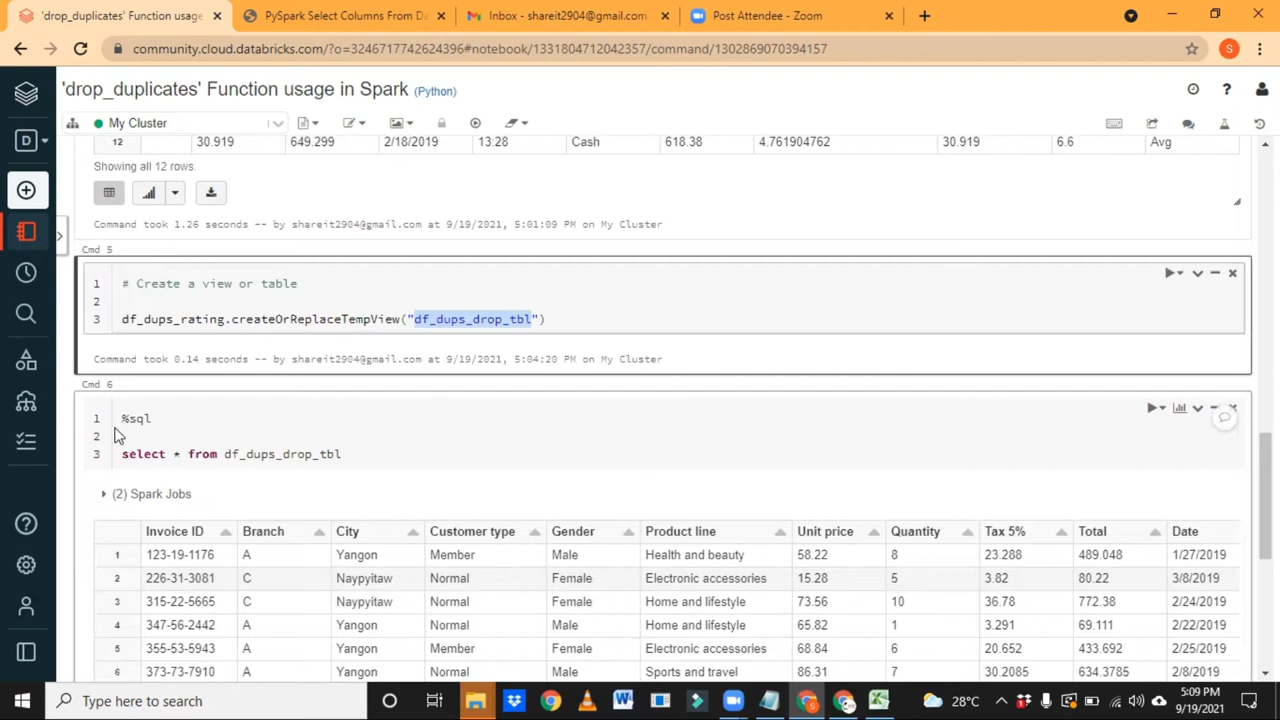 'drop_duplicates' Function usage
PySpark Select Columns From Da
Inbox - shareit2904@gmail.com
Post Attendee - Zoom
community.cloud.databricks.com/?o=3246717742624396#notebook/1331804712042357/command/1302869070394157
S
'drop_duplicates' Function usage in Spark (Python)
D
My Cluster
12 30.919 649.299 2/18/2019 13.28 Cash 618.38 4.761904762 30.919 6.6 Avg
Showing all 12 rows.
Command took 1.26 seconds -- by shareit2904@gmail.com at 9/19/2021, 5:01:09 PM on My Cluster
Cmd 5
1 # Create a view or table
2
3 df_dups_rating.createOrReplaceTempView("df_dups_drop_tbl")
Command took 0.14 seconds -- by shareit2904@gmail.com at 9/19/2021, 5:04:20 PM on My Cluster
Cmd 6
1 %sql
2
3 select * from df_dups_drop_tbl
(2) Spark Jobs
Invoice ID Branch City Customer type Gender Product line Unit price Quantity Tax 5% Total Date
1 123-19-1176 A Yangon Member Male Health and beauty 58.22 8 23.288 489.048 1/27/2019
2 226-31-3081 C Naypyitaw Normal Female Electronic accessories 15.28 5 3.82 80.22 3/8/2019
3 315-22-5665 C Naypyitaw Normal Female Home and lifestyle 73.56 10 36.78 772.38 2/24/2019
4 347-56-2442 A Yangon Normal Male Home and lifestyle 65.82 1 3.291 69.111 2/22/2019
5 355-53-5943 A Yangon Member Female Electronic accessories 68.84 6 20.652 433.692 2/25/2019
6 373-73-7910 A Yangon Normal Male Sports and travel 86.31 7 30.2085 634.3785 2/8/2019
Type here to search
28°C
5:09 PM
9/19/2021